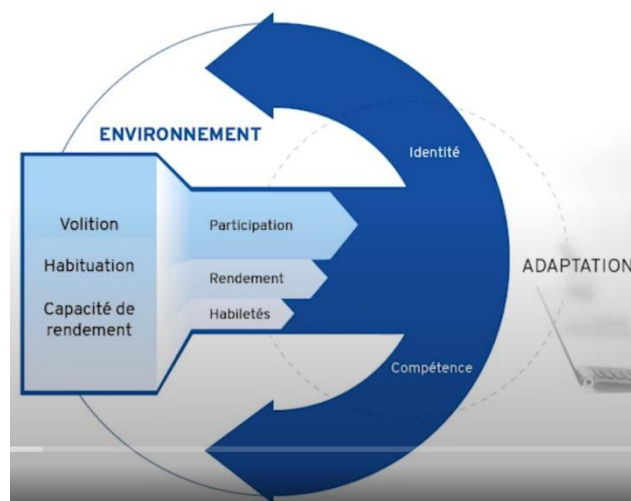 ENVIRONNEMENT
Identité
Volition
Participation
Habituation
Rendement
ADAPTATION
Capacité de
rendement
Habiletés
Compétence